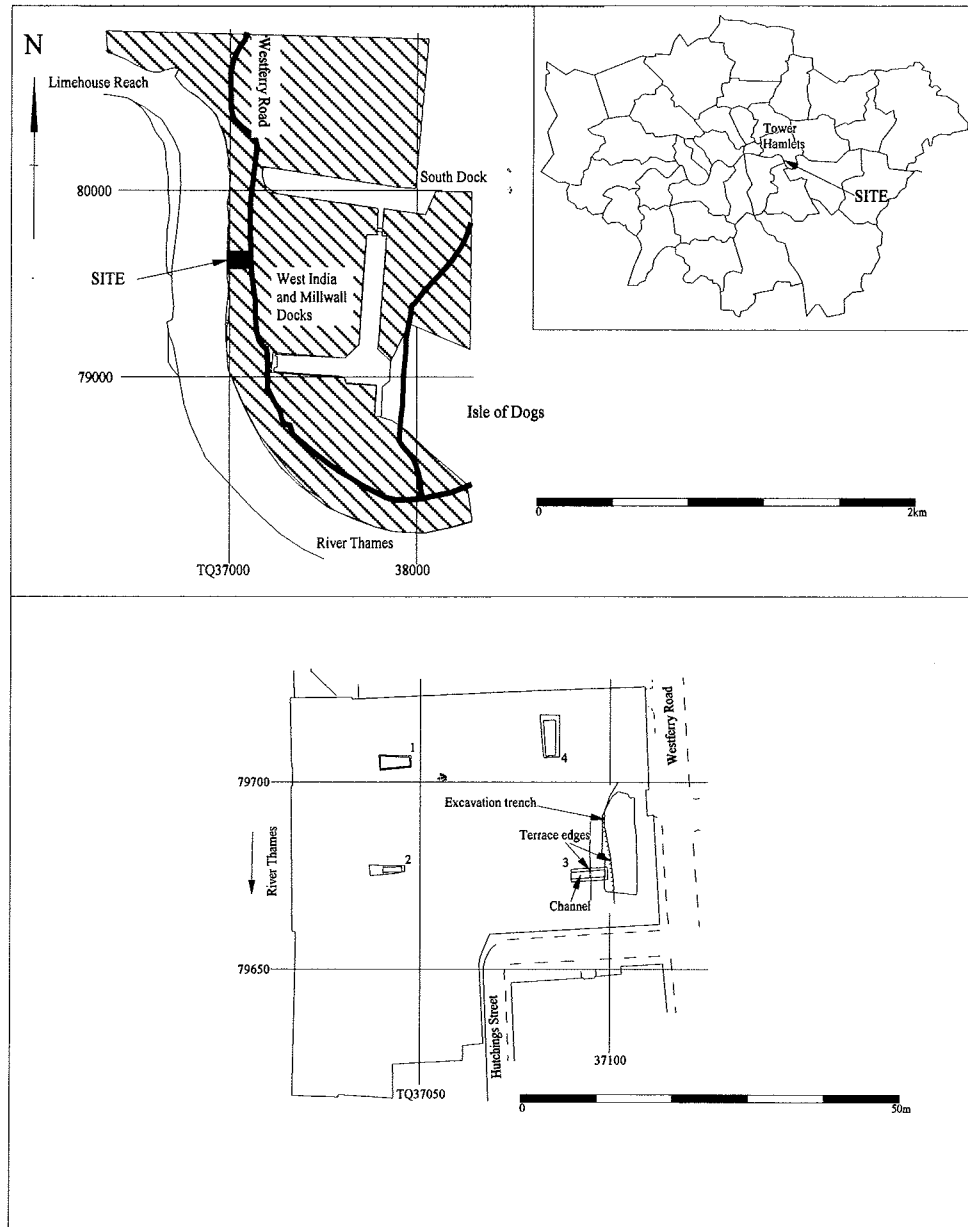 N
Limehouse Reach
Westferry Road
80000
South Dock
SITE
West India
and Millwall
Docks
79000
Isle of Dogs
River Thames
TQ37000
38000
0
2km
Tower
Hamlets
SITE
Westferry Road
1
4
79700
Excavation trench
Terrace edges
River Thames
2
3
Channel
79650
Hutchings Street
37100
TQ37050
0
50m